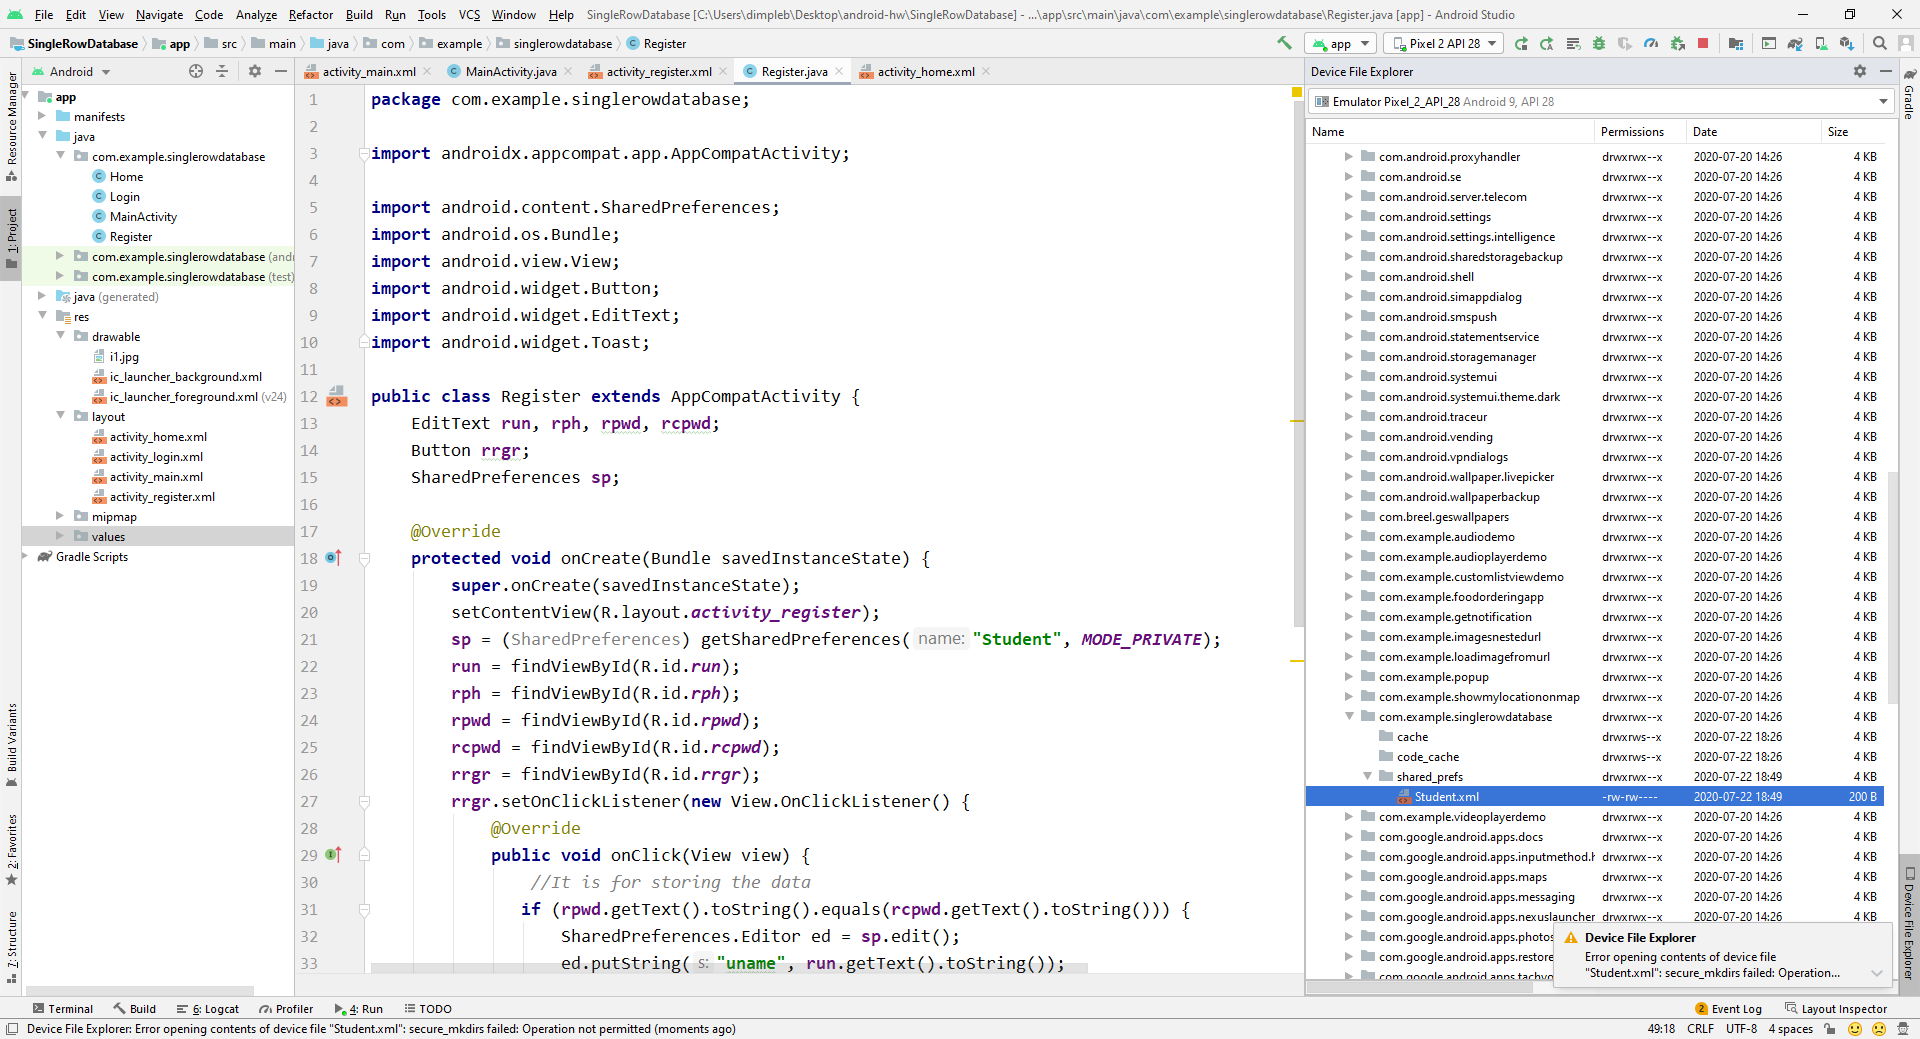 File Edit View Navigate Code Analyze Refactor Build Run Tools VCS Window Help SingleRowDatabase [C:\Users\dimpleb\Desktop\android-hw\SingleRowDatabase] - ...\app\src\main\java\com\example\singlerowdatabase\Register.java [app] - Android Studio
SingleRowDatabase app src main java com example singlerowdatabase Register app Pixel 2 API 28
Android
activity_main.xml MainActivity.java activity_register.xml Register.java activity_home.xml
Resource Manager
1: Project
Build Variants
2: Favorites
7: Structure
app
manifests
java
com.example.singlerowdatabase
Home
Login
MainActivity
Register
com.example.singlerowdatabase (andr
com.example.singlerowdatabase (test)
java (generated)
res
drawable
i1.jpg
ic_launcher_background.xml
ic_launcher_foreground.xml (v24)
layout
activity_home.xml
activity_login.xml
activity_main.xml
activity_register.xml
mipmap
values
Gradle Scripts
1 package com.example.singlerowdatabase;
2
3 import androidx.appcompat.app.AppCompatActivity;
4
5 import android.content.SharedPreferences;
6 import android.os.Bundle;
7 import android.view.View;
8 import android.widget.Button;
9 import android.widget.EditText;
10 import android.widget.Toast;
11
12 public class Register extends AppCompatActivity {
13 EditText run, rph, rpwd, rcpwd;
14 Button rrgr;
15 SharedPreferences sp;
16
17 @Override
18 protected void onCreate(Bundle savedInstanceState) {
19 super.onCreate(savedInstanceState);
20 setContentView(R.layout.activity_register);
21 sp = (SharedPreferences) getSharedPreferences( name: "Student", MODE_PRIVATE);
22 run = findViewById(R.id.run);
23 rph = findViewById(R.id.rph);
24 rpwd = findViewById(R.id.rpwd);
25 rcpwd = findViewById(R.id.rcpwd);
26 rrgr = findViewById(R.id.rrgr);
27 rrgr.setOnClickListener(new View.OnClickListener() {
28 @Override
29 public void onClick(View view) {
30 //It is for storing the data
31 if (rpwd.getText().toString().equals(rcpwd.getText().toString())) {
32 SharedPreferences.Editor ed = sp.edit();
33 ed.putString( s: "uname", run.getText().toString());
Device File Explorer
Emulator Pixel_2_API_28 Android 9, API 28
Name Permissions Date Size
com.android.proxyhandler drwxrwx--x 2020-07-20 14:26 4 KB
com.android.se drwxrwx--x 2020-07-20 14:26 4 KB
com.android.server.telecom drwxrwx--x 2020-07-20 14:26 4 KB
com.android.settings drwxrwx--x 2020-07-20 14:26 4 KB
com.android.settings.intelligence drwxrwx--x 2020-07-20 14:26 4 KB
com.android.sharedstoragebackup drwxrwx--x 2020-07-20 14:26 4 KB
com.android.shell drwxrwx--x 2020-07-20 14:26 4 KB
com.android.simappdialog drwxrwx--x 2020-07-20 14:26 4 KB
com.android.smspush drwxrwx--x 2020-07-20 14:26 4 KB
com.android.statementservice drwxrwx--x 2020-07-20 14:26 4 KB
com.android.storagemanager drwxrwx--x 2020-07-20 14:26 4 KB
com.android.systemui drwxrwx--x 2020-07-20 14:26 4 KB
com.android.systemui.theme.dark drwxrwx--x 2020-07-20 14:26 4 KB
com.android.traceur drwxrwx--x 2020-07-20 14:26 4 KB
com.android.vending drwxrwx--x 2020-07-20 14:26 4 KB
com.android.vpndialogs drwxrwx--x 2020-07-20 14:26 4 KB
com.android.wallpaper.livepicker drwxrwx--x 2020-07-20 14:26 4 KB
com.android.wallpaperbackup drwxrwx--x 2020-07-20 14:26 4 KB
com.breel.geswallpapers drwxrwx--x 2020-07-20 14:26 4 KB
com.example.audiodemo drwxrwx--x 2020-07-20 14:26 4 KB
com.example.audioplayerdemo drwxrwx--x 2020-07-20 14:26 4 KB
com.example.customlistviewdemo drwxrwx--x 2020-07-20 14:26 4 KB
com.example.foodorderingapp drwxrwx--x 2020-07-20 14:26 4 KB
com.example.getnotification drwxrwx--x 2020-07-20 14:26 4 KB
com.example.imagesnestedurl drwxrwx--x 2020-07-20 14:26 4 KB
com.example.loadimagefromurl drwxrwx--x 2020-07-20 14:26 4 KB
com.example.popup drwxrwx--x 2020-07-20 14:26 4 KB
com.example.showmylocationonmap drwxrwx--x 2020-07-20 14:26 4 KB
com.example.singlerowdatabase drwxrwx--x 2020-07-20 14:26 4 KB
cache drwxrws--x 2020-07-22 18:26 4 KB
code_cache drwxrws--x 2020-07-22 18:26 4 KB
shared_prefs drwxrwx--x 2020-07-22 18:49 4 KB
Student.xml -rw-rw---- 2020-07-22 18:49 200 B
com.example.videoplayerdemo drwxrwx--x 2020-07-20 14:26 4 KB
com.google.android.apps.docs drwxrwx--x 2020-07-20 14:26 4 KB
com.google.android.apps.inputmethod.h drwxrwx--x 2020-07-20 14:26 4 KB
com.google.android.apps.maps drwxrwx--x 2020-07-20 14:26 4 KB
com.google.android.apps.messaging drwxrwx--x 2020-07-20 14:26 4 KB
com.google.android.apps.nexuslauncher drwxrwx--x 2020-07-20 14:26 4 KB
com.google.android.apps.photos
com.google.android.apps.restore
com.google.android.apps.tachyo
Device File Explorer
Error opening contents of device file
"Student.xml": secure_mkdirs failed: Operation...
Gradle
Device File Explorer
Terminal Build 6: Logcat Profiler 4: Run TODO 2 Event Log Layout Inspector
Device File Explorer: Error opening contents of device file "Student.xml": secure_mkdirs failed: Operation not permitted (moments ago) 49:18 CRLF UTF-8 4 spaces